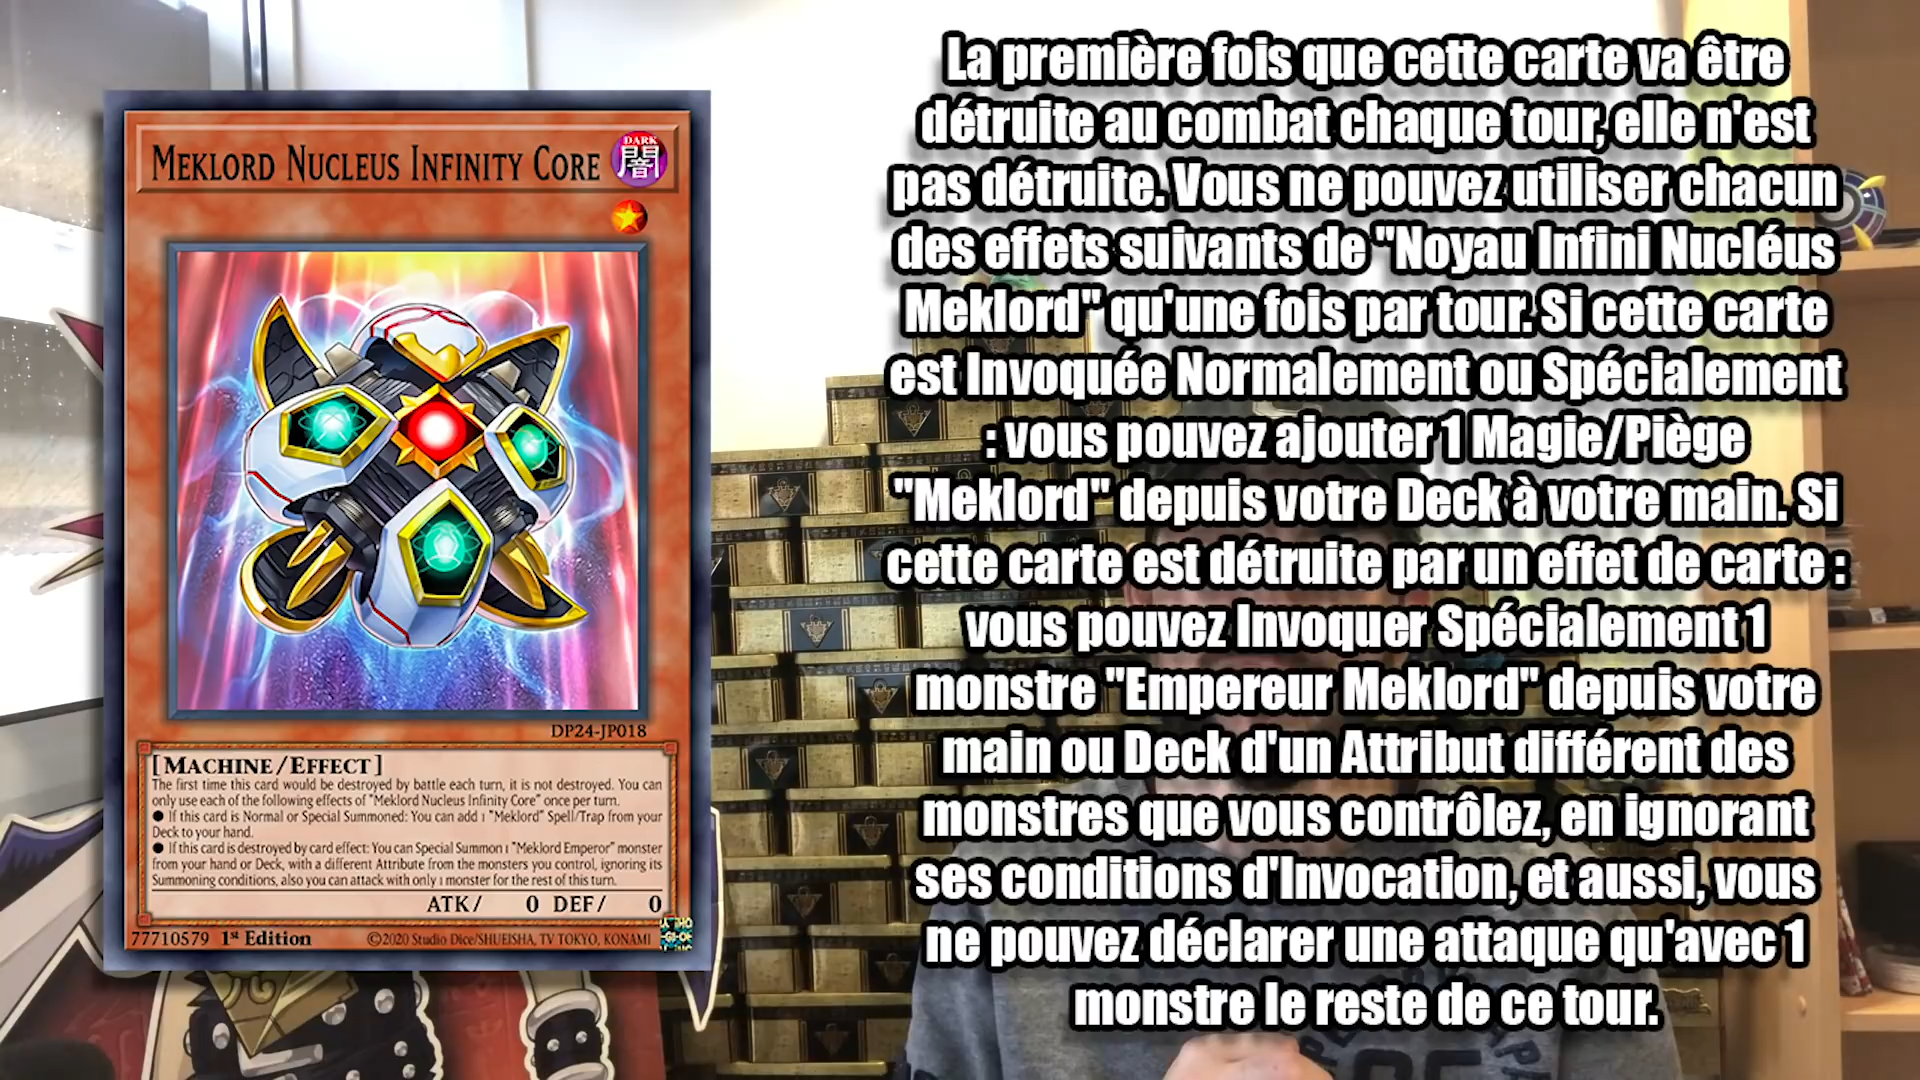 MEKLORD NUCLEUS INFINITY CORE
DARK
闇
DP24-JP018
[MACHINE/EFFECT]
The first time this card would be destroyed by battle each turn, it is not destroyed. You can
only use each of the following effects of "Meklord Nucleus Infinity Core" once per turn.
● If this card is Normal or Special Summoned: You can add 1 "Meklord" Spell/Trap from your
Deck to your hand.
● If this card is destroyed by card effect: You can Special Summon 1 "Meklord Emperor" monster
from your hand or Deck, with a different Attribute from the monsters you control, ignoring its
Summoning conditions, also you can attack with only 1 monster for the rest of this turn.
ATK/ 0 DEF/ 0
77710579 1st Edition ©2020 Studio Dice/SHUEISHA, TV TOKYO, KONAMI
La première fois que cette carte va être
détruite au combat chaque tour, elle n'est
pas détruite. Vous ne pouvez utiliser chacun
des effets suivants de "Noyau Infini Nucléus
Meklord" qu'une fois par tour. Si cette carte
est Invoquée Normalement ou Spécialement
: vous pouvez ajouter 1 Magie/Piège
"Meklord" depuis votre Deck à votre main. Si
cette carte est détruite par un effet de carte :
vous pouvez Invoquer Spécialement 1
monstre "Empereur Meklord" depuis votre
main ou Deck d'un Attribut différent des
monstres que vous contrôlez, en ignorant
ses conditions d'Invocation, et aussi, vous
ne pouvez déclarer une attaque qu'avec 1
monstre le reste de ce tour.